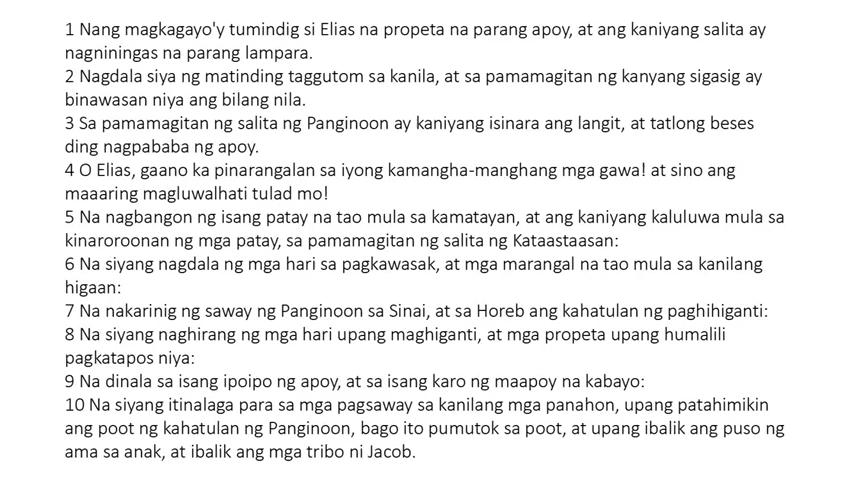 1 Nang magkagayo'y tumindig si Elias na propeta na parang apoy, at ang kaniyang salita ay
nagniningas na parang lampara.
2 Nagdala siya ng matinding taggutom sa kanila, at sa pamamagitan ng kanyang sigasig ay
binawasan niya ang bilang nila.
3 Sa pamamagitan ng salita ng Panginoon ay kaniyang isinara ang langit, at tatlong beses
ding nagpababa ng apoy.
4 O Elias, gaano ka pinarangalan sa iyong kamangha-manghang mga gawa! at sino ang
maaaring magluwalhati tulad mo!
5 Na nagbangon ng isang patay na tao mula sa kamatayan, at ang kaniyang kaluluwa mula sa
kinaroroonan ng mga patay, sa pamamagitan ng salita ng Kataastaasan:
6 Na siyang nagdala ng mga hari sa pagkawasak, at mga marangal na tao mula sa kanilang
higaan:
7 Na nakarinig ng saway ng Panginoon sa Sinai, at sa Horeb ang kahatulan ng paghihiganti:
8 Na siyang naghirang ng mga hari upang maghiganti, at mga propeta upang humalili
pagkatapos niya:
9 Na dinala sa isang ipoipo ng apoy, at sa isang karo ng maapoy na kabayo:
10 Na siyang itinalaga para sa mga pagsaway sa kanilang mga panahon, upang patahimikin
ang poot ng kahatulan ng Panginoon, bago ito pumutok sa poot, at upang ibalik ang puso ng
ama sa anak, at ibalik ang mga tribo ni Jacob.